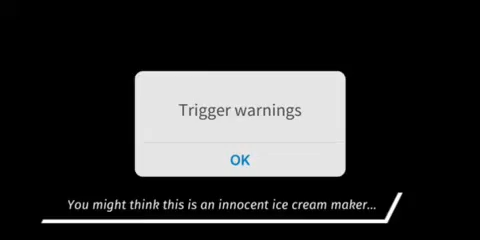 Trigger warnings
OK
You might think this is an innocent ice cream maker...